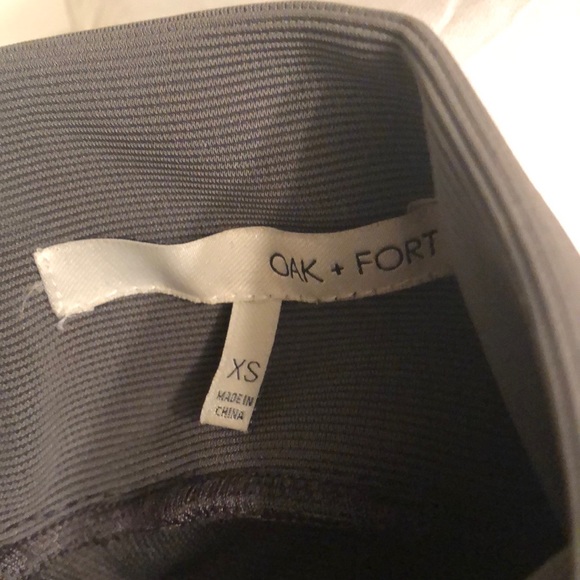 OAK + FORT
XS
MADE IN
CHINA